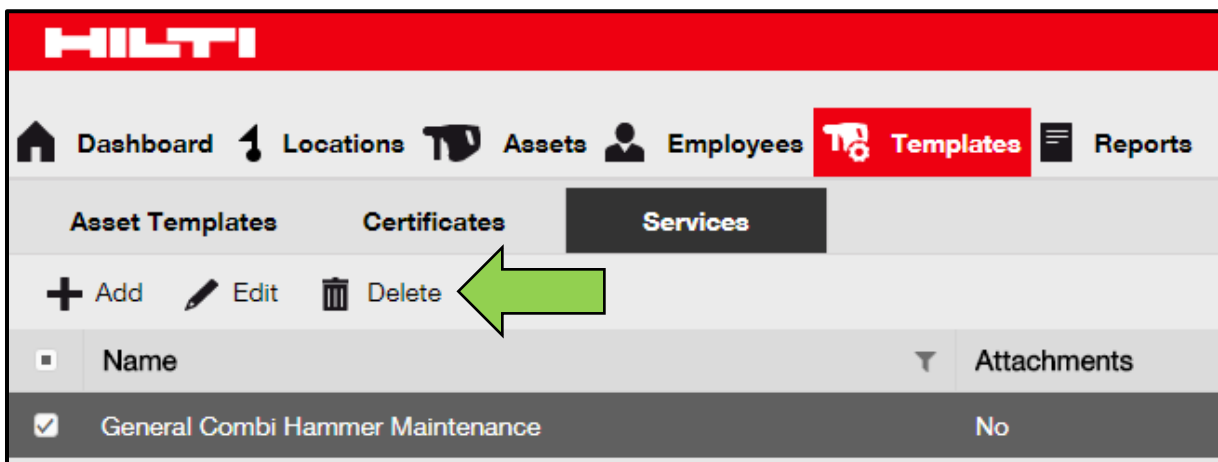 HILTI
Dashboard Locations Assets Employees Templates Reports
Asset Templates Certificates Services
Add Edit Delete
Name Attachments
General Combi Hammer Maintenance No